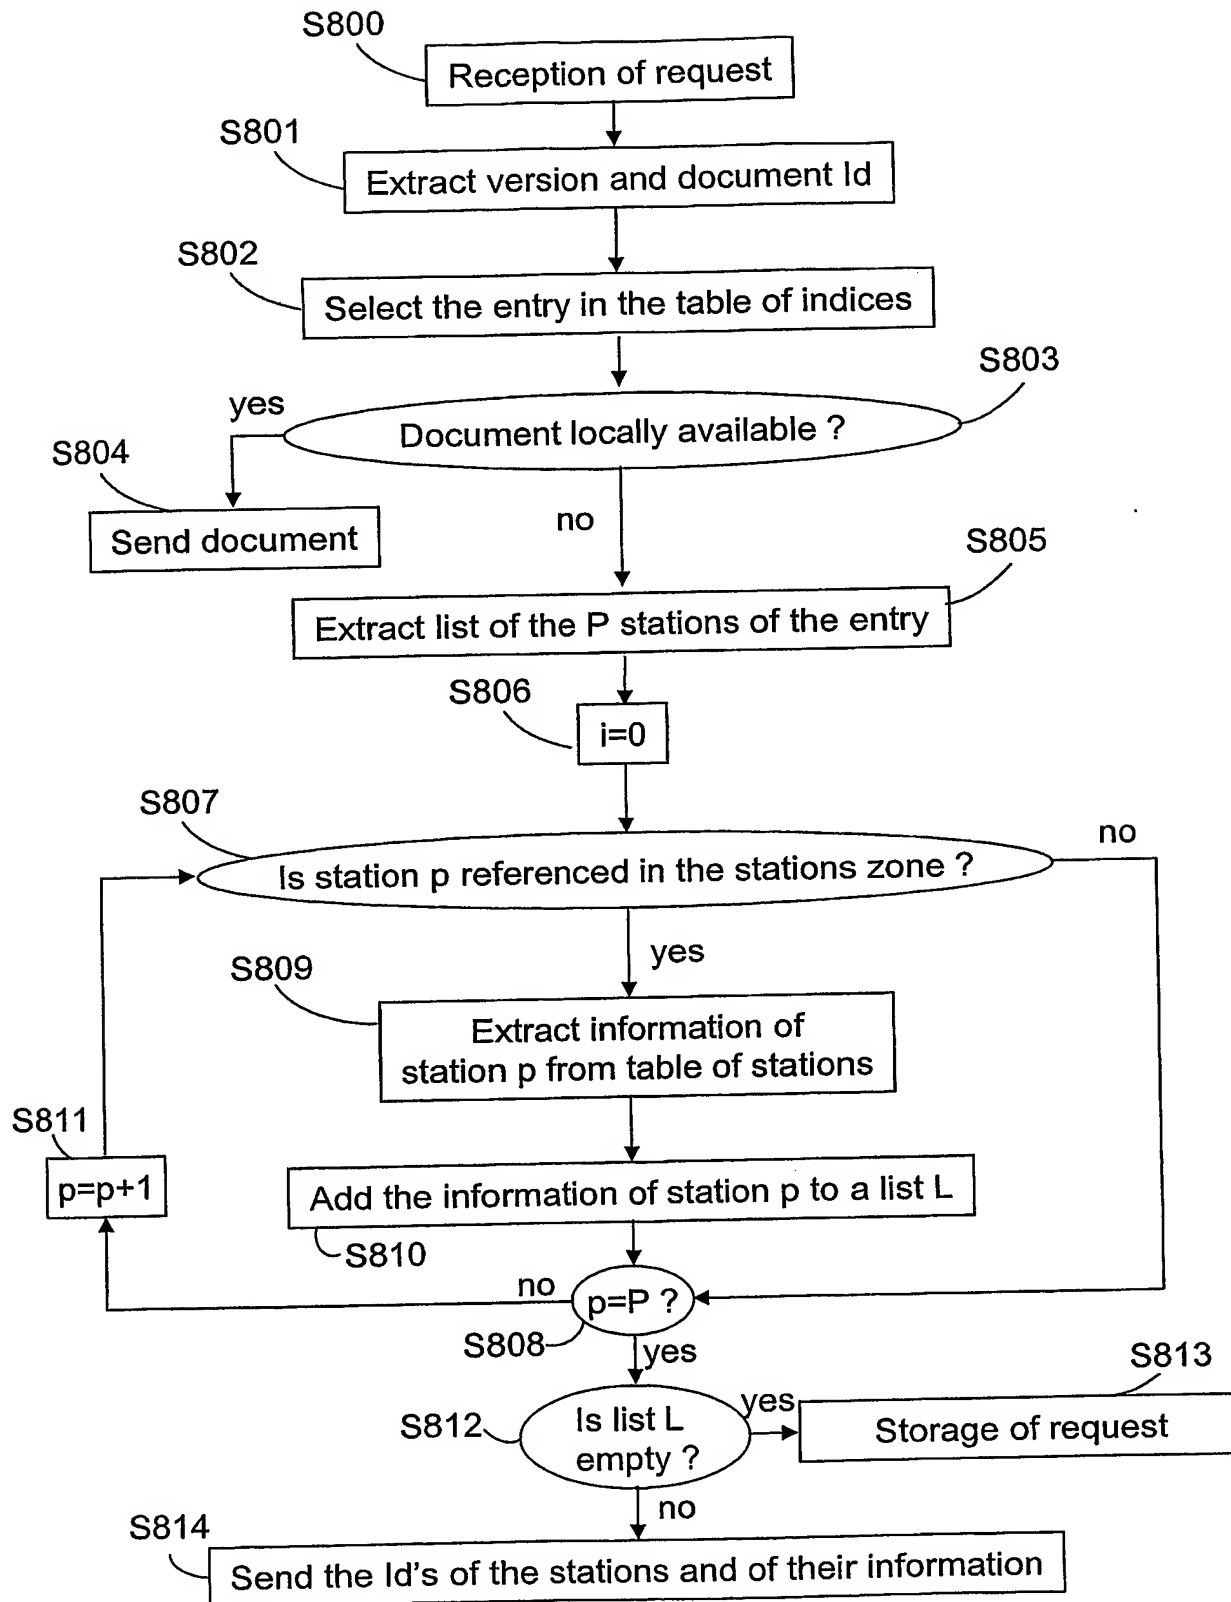 S800
Reception of request
S801
Extract version and document Id
S802
Select the entry in the table of indices
S803
Document locally available ?
yes
S804
Send document
no
S805
Extract list of the P stations of the entry
S806
i=0
S807
Is station p referenced in the stations zone ?
no
yes
S809
Extract information of
station p from table of stations
S811
p=p+1
Add the information of station p to a list L
S810
no
p=P ?
S808
yes
S812
Is list L
empty ?
yes
S813
Storage of request
no
S814
Send the Id's of the stations and of their information